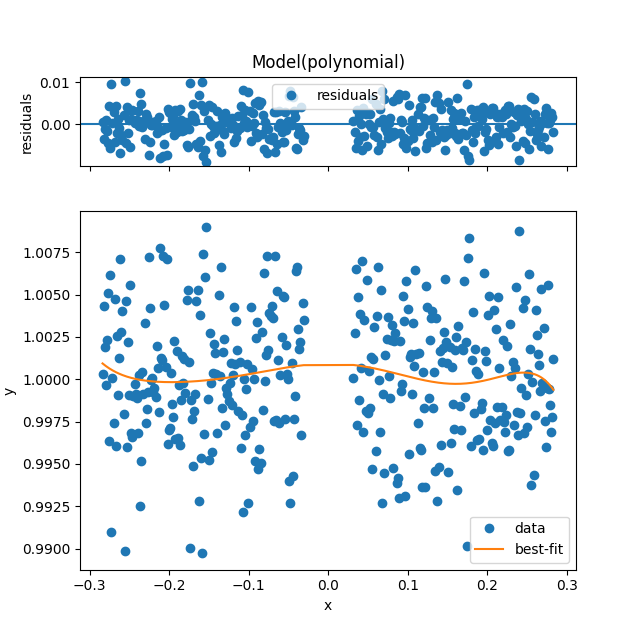 Model(polynomial)
0.01
0.00
residuals
residuals
1.0075
1.0050
1.0025
1.0000
0.9975
0.9950
0.9925
0.9900
y
data
best-fit
−0.3 −0.2 −0.1 0.0 0.1 0.2 0.3
x